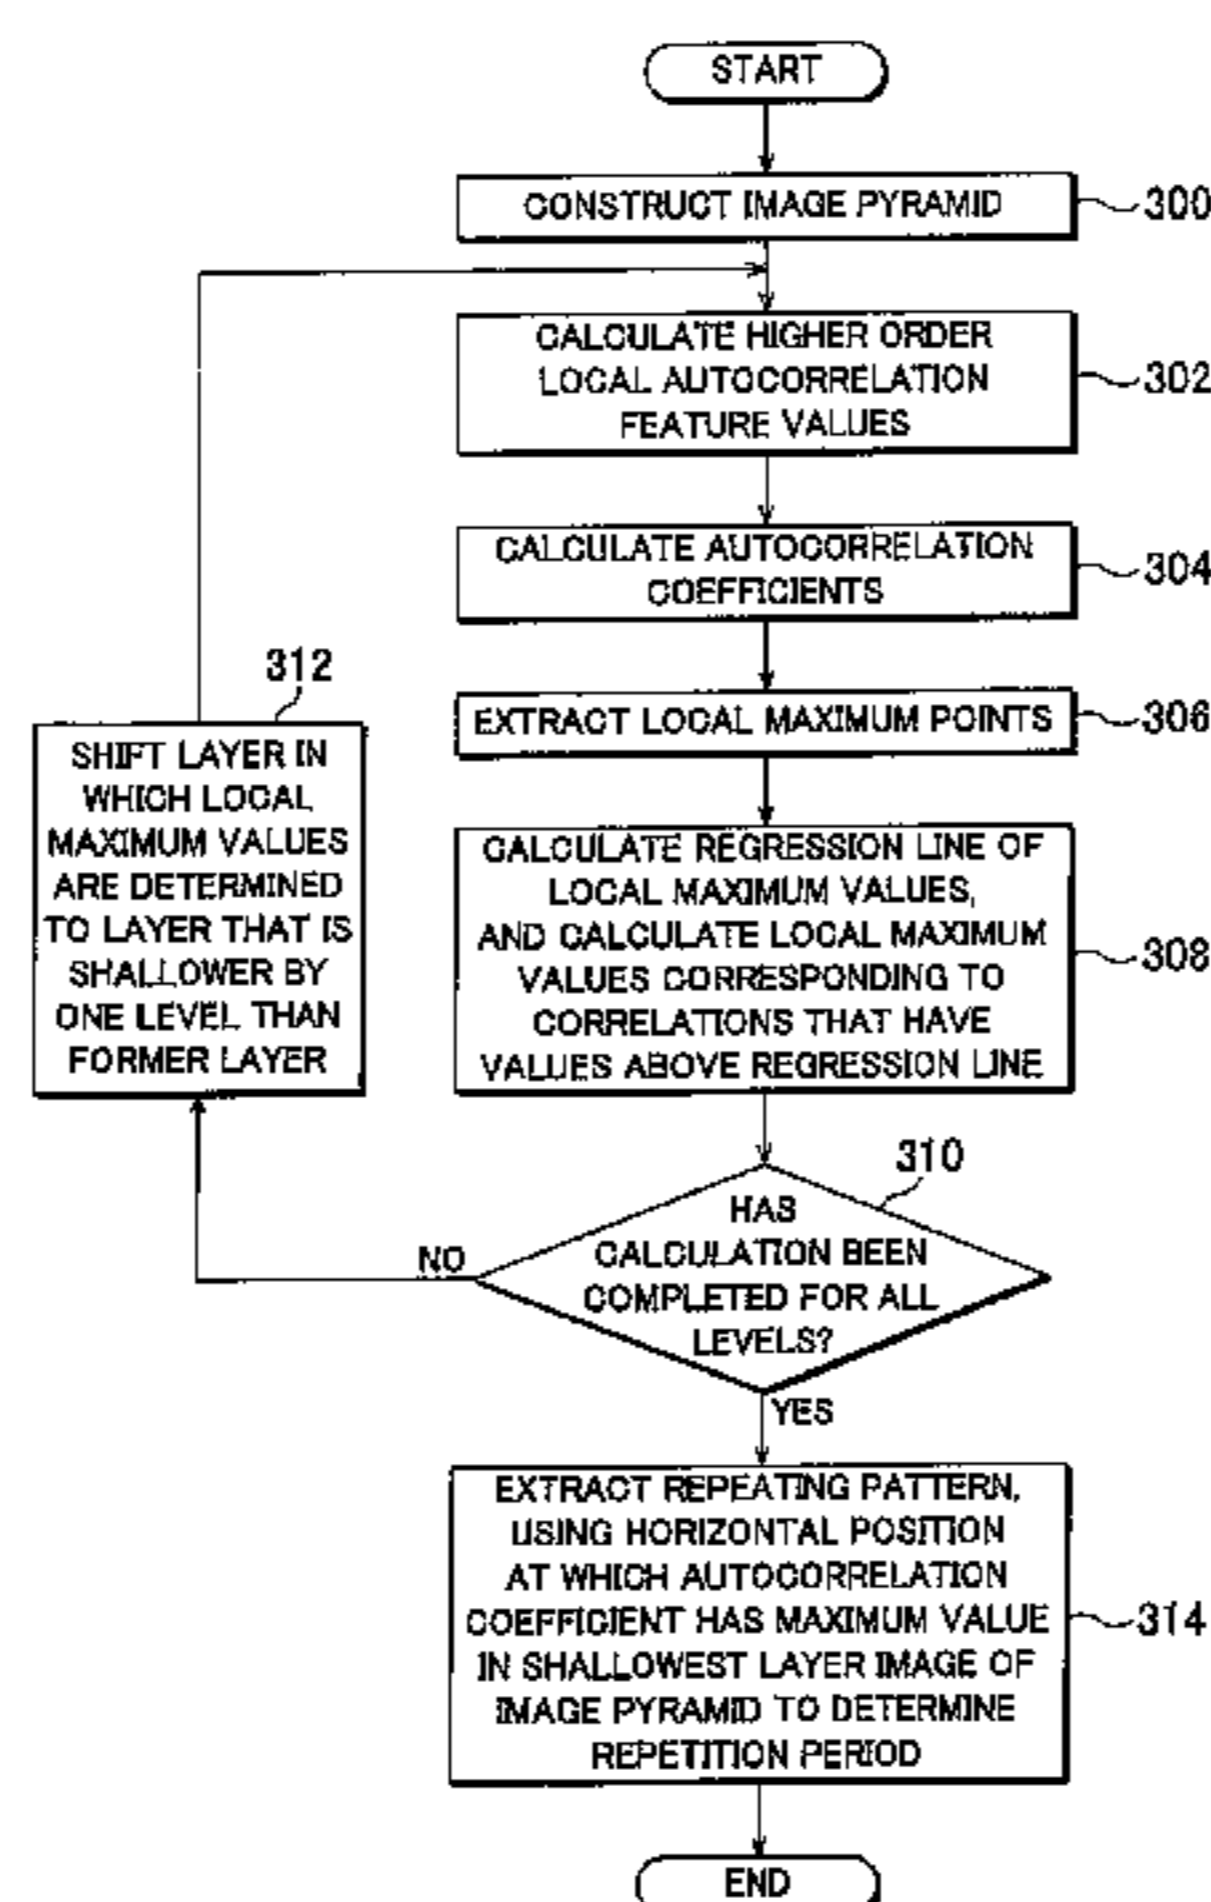 START
CONSTRUCT IMAGE PYRAMID
300
CALCULATE HIGHER ORDER
LOCAL AUTOCORRELATION
FEATURE VALUES
302
CALCULATE AUTOCORRELATION
COEFFICIENTS
304
EXTRACT LOCAL MAXIMUM POINTS
306
CALCULATE REGRESSION LINE OF
LOCAL MAXIMUM VALUES,
AND CALCULATE LOCAL MAXIMUM
VALUES CORRESPONDING TO
CORRELATIONS THAT HAVE
VALUES ABOVE REGRESSION LINE
308
310
HAS
CALCULATION BEEN
COMPLETED FOR ALL
LEVELS?
NO
312
SHIFT LAYER IN
WHICH LOCAL
MAXIMUM VALUES
ARE DETERMINED
TO LAYER THAT IS
SHALLOWER BY
ONE LEVEL THAN
FORMER LAYER
YES
EXTRACT REPEATING PATTERN,
USING HORIZONTAL POSITION
AT WHICH AUTOCORRELATION
COEFFICIENT HAS MAXIMUM VALUE
IN SHALLOWEST LAYER IMAGE OF
IMAGE PYRAMID TO DETERMINE
REPETITION PERIOD
314
END